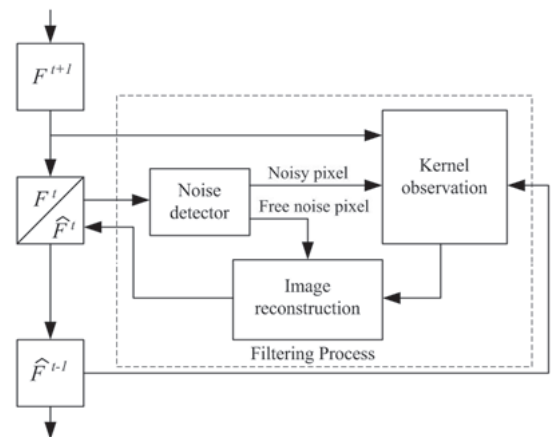 F^{t+1}
Noisy pixel
Kernel
observation
Noise
detector
Free noise pixel
F^t
F̂^t
Image
reconstruction
Filtering Process
F̂^{t-1}